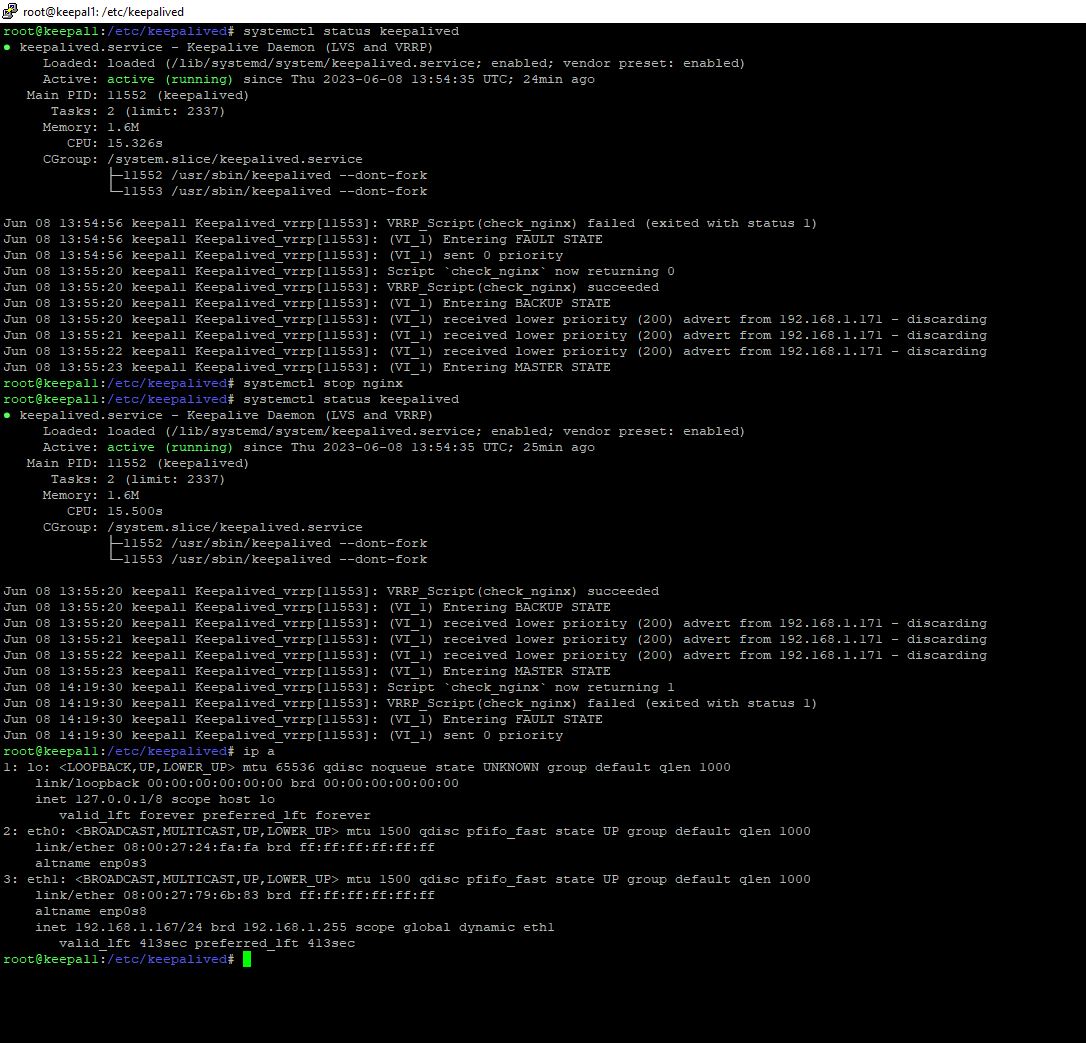 root@keepal1: /etc/keepalived
root@keepal1:/etc/keepalived# systemctl status keepalived
● keepalived.service - Keepalive Daemon (LVS and VRRP)
     Loaded: loaded (/lib/systemd/system/keepalived.service; enabled; vendor preset: enabled)
     Active: active (running) since Thu 2023-06-08 13:54:35 UTC; 24min ago
   Main PID: 11552 (keepalived)
      Tasks: 2 (limit: 2337)
     Memory: 1.6M
        CPU: 15.326s
     CGroup: /system.slice/keepalived.service
             ├─11552 /usr/sbin/keepalived --dont-fork
             └─11553 /usr/sbin/keepalived --dont-fork
Jun 08 13:54:56 keepal1 Keepalived_vrrp[11553]: VRRP_Script(check_nginx) failed (exited with status 1)
Jun 08 13:54:56 keepal1 Keepalived_vrrp[11553]: (VI_1) Entering FAULT STATE
Jun 08 13:54:56 keepal1 Keepalived_vrrp[11553]: (VI_1) sent 0 priority
Jun 08 13:55:20 keepal1 Keepalived_vrrp[11553]: Script `check_nginx` now returning 0
Jun 08 13:55:20 keepal1 Keepalived_vrrp[11553]: VRRP_Script(check_nginx) succeeded
Jun 08 13:55:20 keepal1 Keepalived_vrrp[11553]: (VI_1) Entering BACKUP STATE
Jun 08 13:55:20 keepal1 Keepalived_vrrp[11553]: (VI_1) received lower priority (200) advert from 192.168.1.171 - discarding
Jun 08 13:55:21 keepal1 Keepalived_vrrp[11553]: (VI_1) received lower priority (200) advert from 192.168.1.171 - discarding
Jun 08 13:55:22 keepal1 Keepalived_vrrp[11553]: (VI_1) received lower priority (200) advert from 192.168.1.171 - discarding
Jun 08 13:55:23 keepal1 Keepalived_vrrp[11553]: (VI_1) Entering MASTER STATE
root@keepal1:/etc/keepalived# systemctl stop nginx
root@keepal1:/etc/keepalived# systemctl status keepalived
● keepalived.service - Keepalive Daemon (LVS and VRRP)
     Loaded: loaded (/lib/systemd/system/keepalived.service; enabled; vendor preset: enabled)
     Active: active (running) since Thu 2023-06-08 13:54:35 UTC; 25min ago
   Main PID: 11552 (keepalived)
      Tasks: 2 (limit: 2337)
     Memory: 1.6M
        CPU: 15.500s
     CGroup: /system.slice/keepalived.service
             ├─11552 /usr/sbin/keepalived --dont-fork
             └─11553 /usr/sbin/keepalived --dont-fork
Jun 08 13:55:20 keepal1 Keepalived_vrrp[11553]: VRRP_Script(check_nginx) succeeded
Jun 08 13:55:20 keepal1 Keepalived_vrrp[11553]: (VI_1) Entering BACKUP STATE
Jun 08 13:55:20 keepal1 Keepalived_vrrp[11553]: (VI_1) received lower priority (200) advert from 192.168.1.171 - discarding
Jun 08 13:55:21 keepal1 Keepalived_vrrp[11553]: (VI_1) received lower priority (200) advert from 192.168.1.171 - discarding
Jun 08 13:55:22 keepal1 Keepalived_vrrp[11553]: (VI_1) received lower priority (200) advert from 192.168.1.171 - discarding
Jun 08 13:55:23 keepal1 Keepalived_vrrp[11553]: (VI_1) Entering MASTER STATE
Jun 08 14:19:30 keepal1 Keepalived_vrrp[11553]: Script `check_nginx` now returning 1
Jun 08 14:19:30 keepal1 Keepalived_vrrp[11553]: VRRP_Script(check_nginx) failed (exited with status 1)
Jun 08 14:19:30 keepal1 Keepalived_vrrp[11553]: (VI_1) Entering FAULT STATE
Jun 08 14:19:30 keepal1 Keepalived_vrrp[11553]: (VI_1) sent 0 priority
root@keepal1:/etc/keepalived# ip a
1: lo: <LOOPBACK,UP,LOWER_UP> mtu 65536 qdisc noqueue state UNKNOWN group default qlen 1000
    link/loopback 00:00:00:00:00:00 brd 00:00:00:00:00:00
    inet 127.0.0.1/8 scope host lo
       valid_lft forever preferred_lft forever
2: eth0: <BROADCAST,MULTICAST,UP,LOWER_UP> mtu 1500 qdisc pfifo_fast state UP group default qlen 1000
    link/ether 08:00:27:24:fa:fa brd ff:ff:ff:ff:ff:ff
    altname enp0s3
3: eth1: <BROADCAST,MULTICAST,UP,LOWER_UP> mtu 1500 qdisc pfifo_fast state UP group default qlen 1000
    link/ether 08:00:27:79:6b:83 brd ff:ff:ff:ff:ff:ff
    altname enp0s8
    inet 192.168.1.167/24 brd 192.168.1.255 scope global dynamic eth1
       valid_lft 413sec preferred_lft 413sec
root@keepal1:/etc/keepalived#